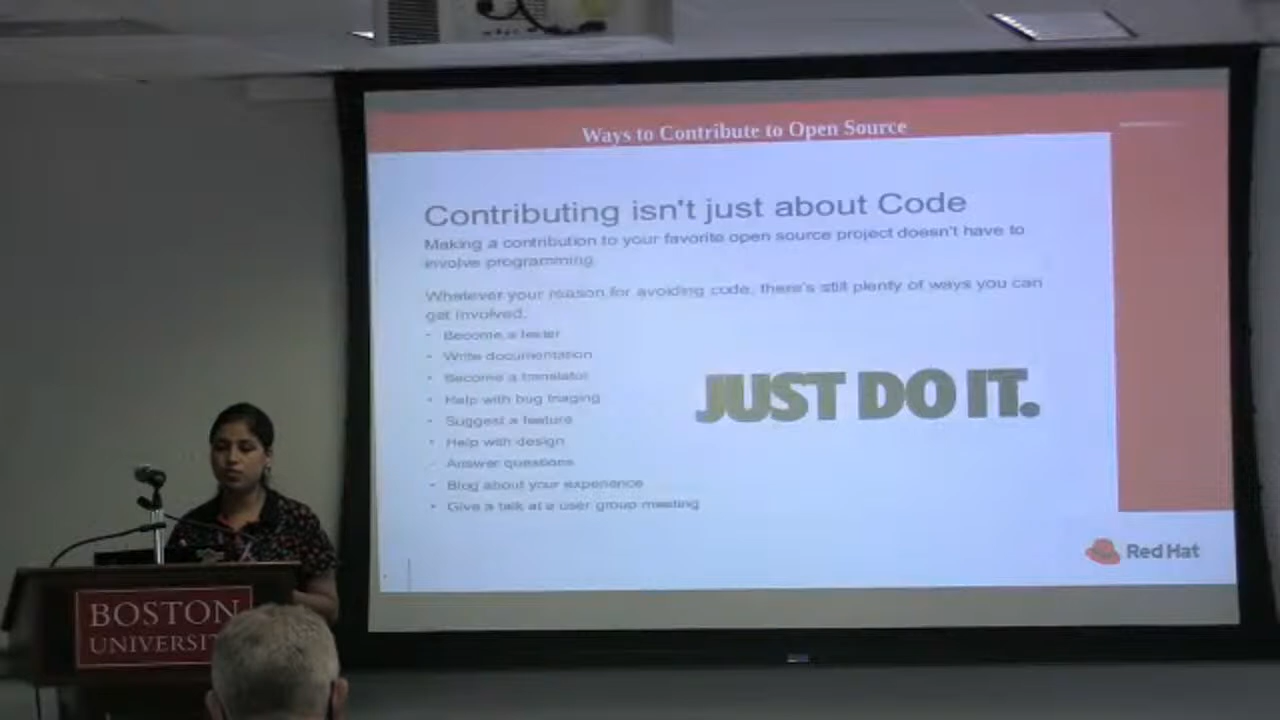 Ways to Contribute to Open Source
Contributing isn't just about Code
Making a contribution to your favorite open source project doesn't have to
involve programming.
Whatever your reason for avoiding code, there's still plenty of ways you can
get involved.
• Become a tester
• Write documentation
• Become a translator
• Help with bug triaging
• Suggest a feature
• Help with design
• Answer questions
• Blog about your experience
• Give a talk at a user group meeting
JUST DO IT.
Red Hat
BOSTON
UNIVERSIT